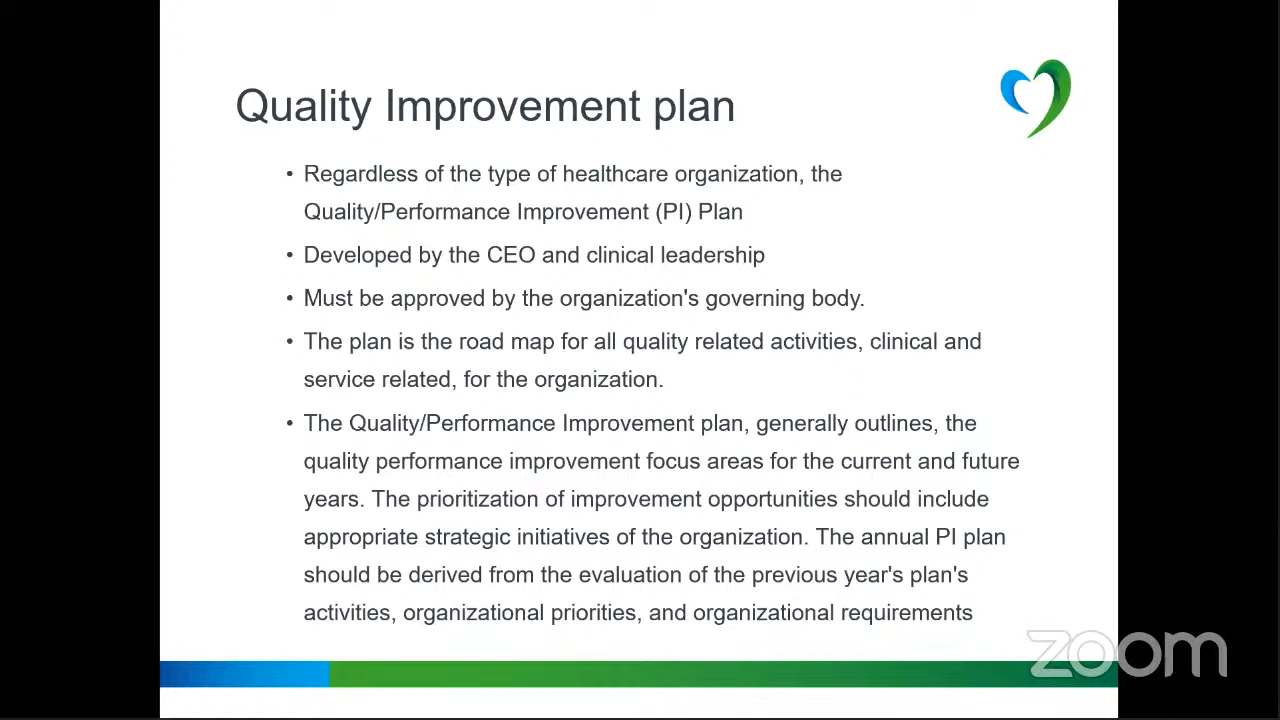 Quality Improvement plan
• Regardless of the type of healthcare organization, the
Quality/Performance Improvement (PI) Plan
• Developed by the CEO and clinical leadership
• Must be approved by the organization's governing body.
• The plan is the road map for all quality related activities, clinical and
service related, for the organization.
• The Quality/Performance Improvement plan, generally outlines, the
quality performance improvement focus areas for the current and future
years. The prioritization of improvement opportunities should include
appropriate strategic initiatives of the organization. The annual PI plan
should be derived from the evaluation of the previous year's plan's
activities, organizational priorities, and organizational requirements
zoom